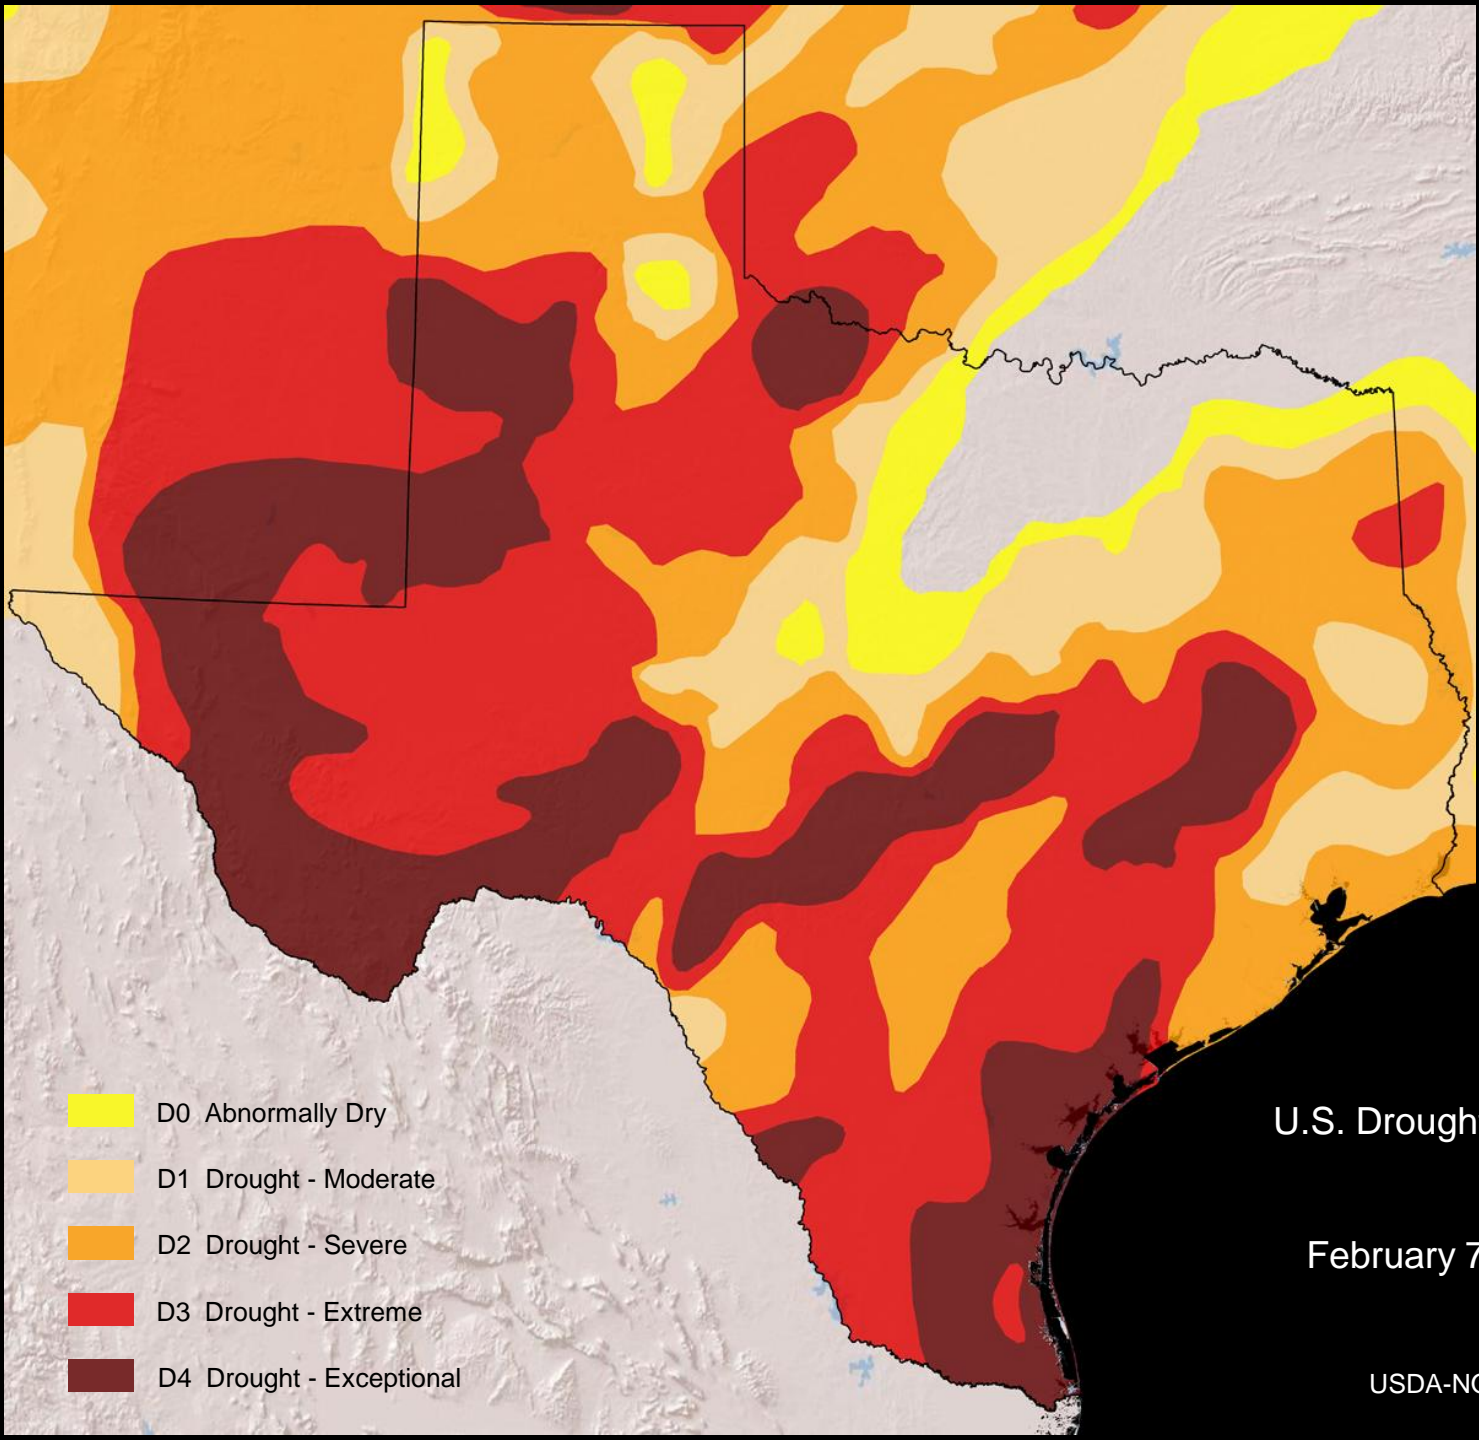 D0 Abnormally Dry
D1 Drought - Moderate
D2 Drought - Severe
D3 Drought - Extreme
D4 Drought - Exceptional
U.S. Drough
February 7
USDA-NO